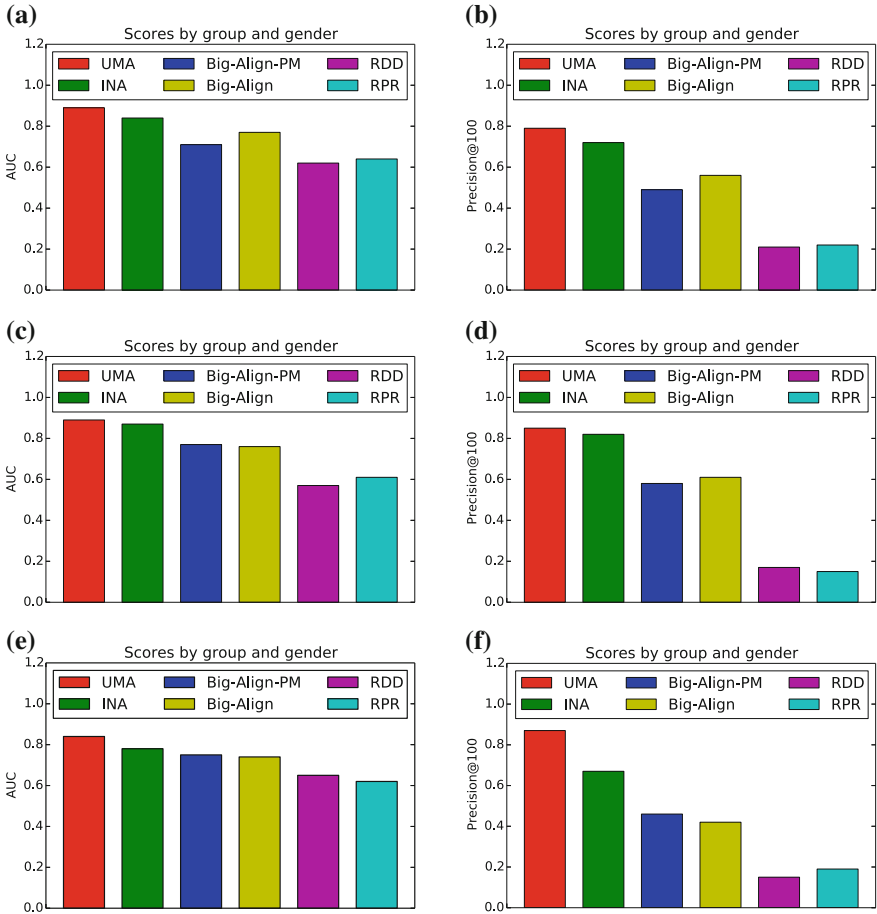 (a)
Scores by group and gender
1.2
1.0
0.8
0.6
0.4
0.2
0.0
AUC
UMA Big-Align-PM RDD
INA Big-Align RPR
(b)
Scores by group and gender
1.2
1.0
0.8
0.6
0.4
0.2
0.0
Precision@100
UMA Big-Align-PM RDD
INA Big-Align RPR
(c)
Scores by group and gender
1.2
1.0
0.8
0.6
0.4
0.2
0.0
AUC
UMA Big-Align-PM RDD
INA Big-Align RPR
(d)
Scores by group and gender
1.2
1.0
0.8
0.6
0.4
0.2
0.0
Precision@100
UMA Big-Align-PM RDD
INA Big-Align RPR
(e)
Scores by group and gender
1.2
1.0
0.8
0.6
0.4
0.2
0.0
AUC
UMA Big-Align-PM RDD
INA Big-Align RPR
(f)
Scores by group and gender
1.2
1.0
0.8
0.6
0.4
0.2
0.0
Precision@100
UMA Big-Align-PM RDD
INA Big-Align RPR